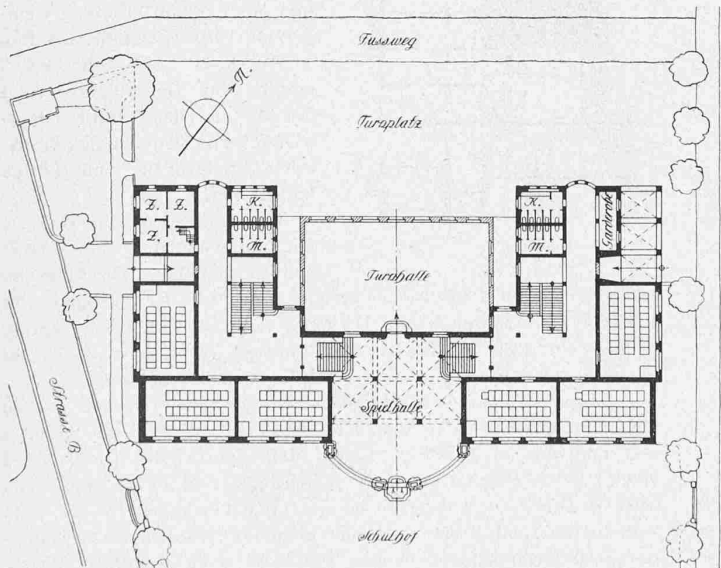 Fussweg
N.
Turnplatz
Z. Z.
K.
K.
Garderobe
Z.
M.
M.
Turnhalle
Spielhalle
Strasse B
Schulhof